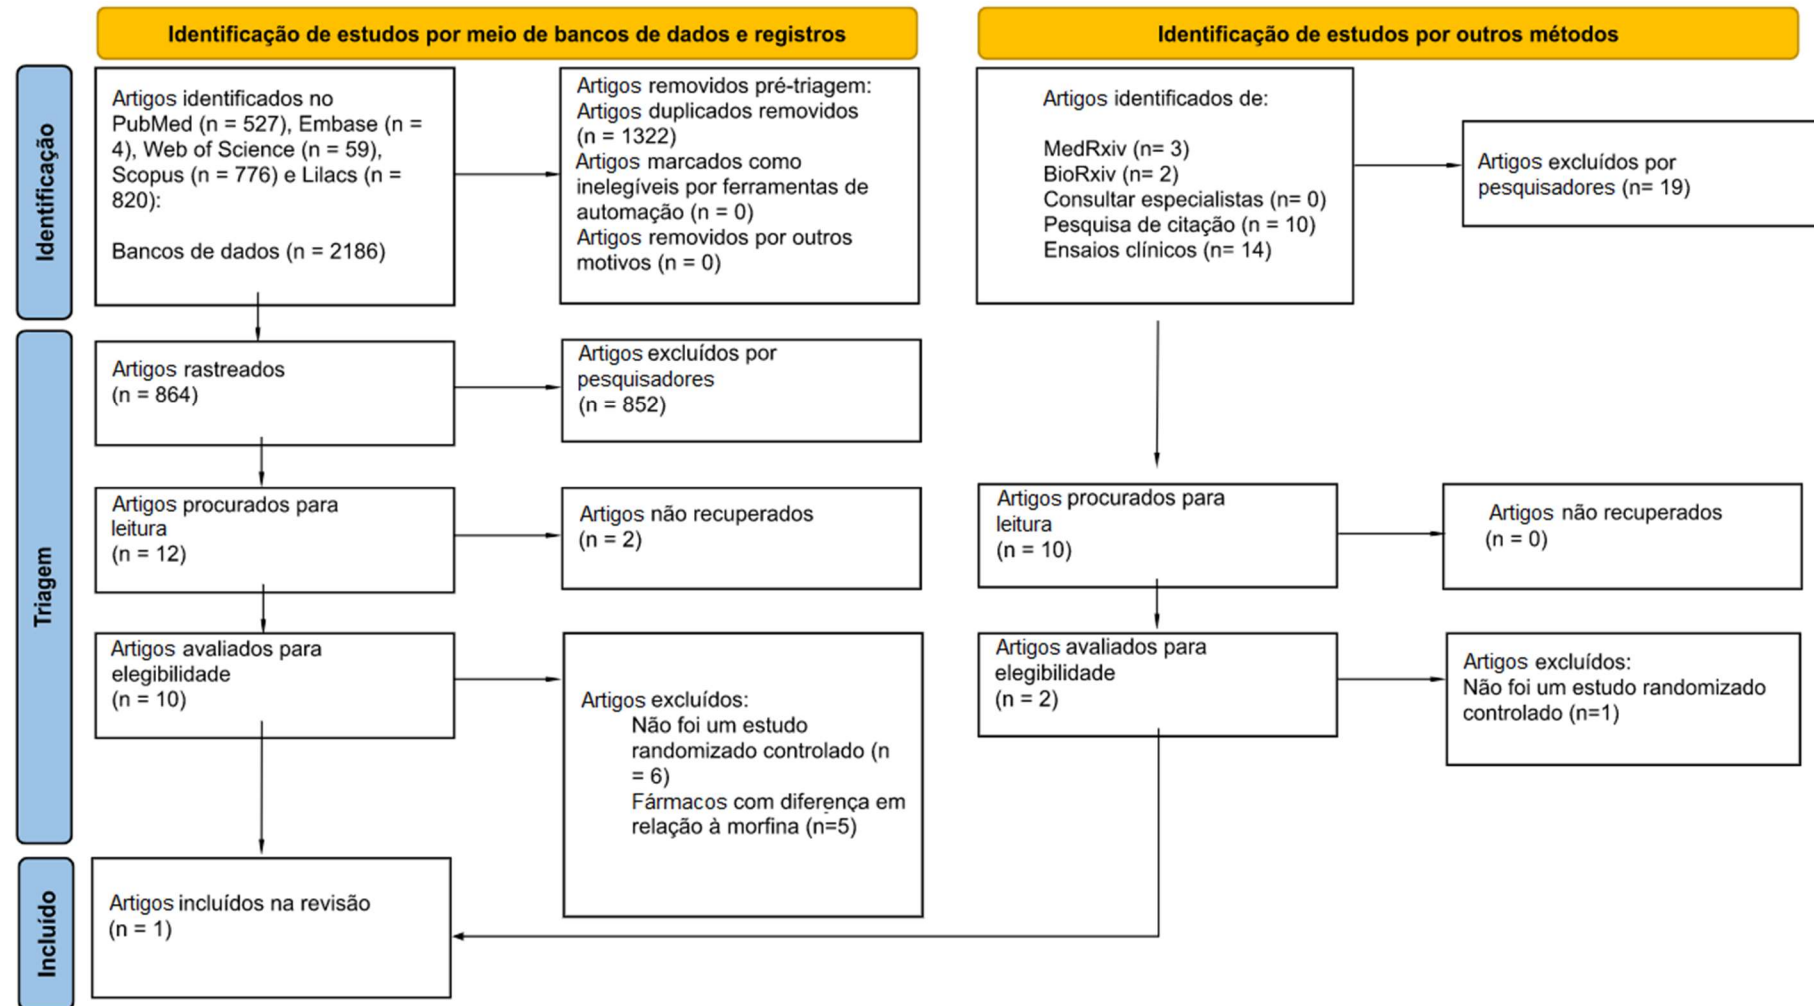 Identificação de estudos por meio de bancos de dados e registros
Identificação de estudos por outros métodos
Identificação
Artigos identificados no
PubMed (n = 527), Embase (n =
4), Web of Science (n = 59),
Scopus (n = 776) e Lilacs (n =
820):
Bancos de dados (n = 2186)
Artigos removidos pré-triagem:
Artigos duplicados removidos
(n = 1322)
Artigos marcados como
inelegíveis por ferramentas de
automação (n = 0)
Artigos removidos por outros
motivos (n = 0)
Artigos identificados de:
MedRxiv (n= 3)
BioRxiv (n= 2)
Consultar especialistas (n= 0)
Pesquisa de citação (n = 10)
Ensaios clínicos (n= 14)
Artigos excluídos por
pesquisadores (n= 19)
Triagem
Artigos rastreados
(n = 864)
Artigos excluídos por
pesquisadores
(n = 852)
Artigos procurados para
leitura
(n = 12)
Artigos não recuperados
(n = 2)
Artigos procurados para
leitura
(n = 10)
Artigos não recuperados
(n = 0)
Artigos avaliados para
elegibilidade
(n = 10)
Artigos excluídos:
Não foi um estudo
randomizado controlado (n
= 6)
Fármacos com diferença em
relação à morfina (n=5)
Artigos avaliados para
elegibilidade
(n = 2)
Artigos excluídos:
Não foi um estudo randomizado
controlado (n=1)
Incluído
Artigos incluídos na revisão
(n = 1)